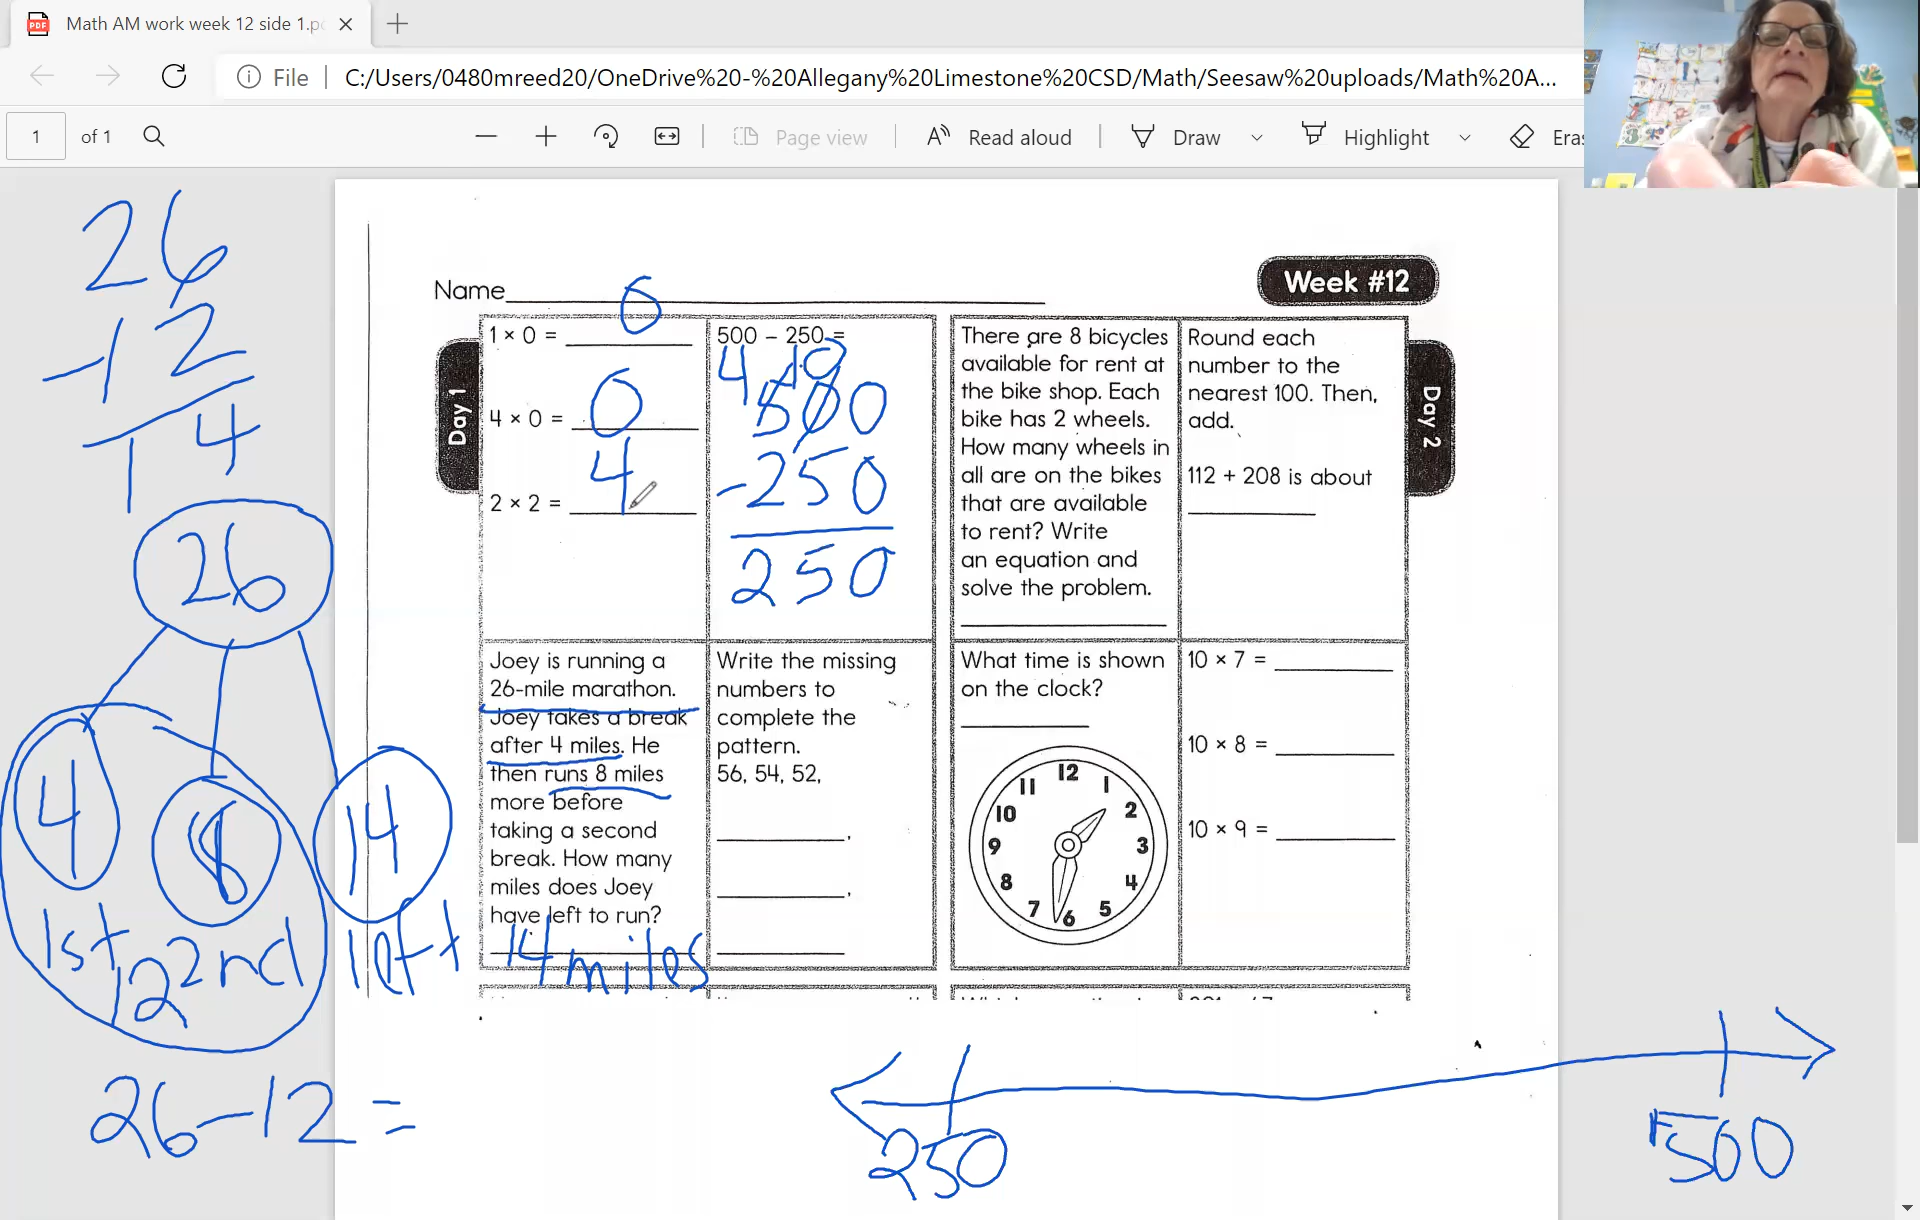 Math AM work week 12 side 1.p
File
C:/Users/0480mreed20/OneDrive%20-%20Allegany%20Limestone%20CSD/Math/Seesaw%20uploads/Math%20A...
1 of 1
Page view
Read aloud
Draw
Highlight
Eras
Name
Week #12
Day 1
1 × 0 = 0
4 × 0 = 0
2 × 2 = 4
500 – 250 =
4 10
500
-250
250
Joey is running a
26-mile marathon.
Joey takes a break
after 4 miles. He
then runs 8 miles
more before
taking a second
break. How many
miles does Joey
have left to run?
14 miles
Write the missing
numbers to
complete the
pattern.
56, 54, 52,
,
,
There are 8 bicycles
available for rent at
the bike shop. Each
bike has 2 wheels.
How many wheels in
all are on the bikes
that are available
to rent? Write
an equation and
solve the problem.
Round each
number to the
nearest 100. Then,
add.
112 + 208 is about
Day 2
What time is shown
on the clock?
12
1
2
3
4
5
6
7
8
9
10
11
10 × 7 =
10 × 8 =
10 × 9 =
26
-12
14
26
4 8 14
1st 2nd left
12
26-12=
250
500